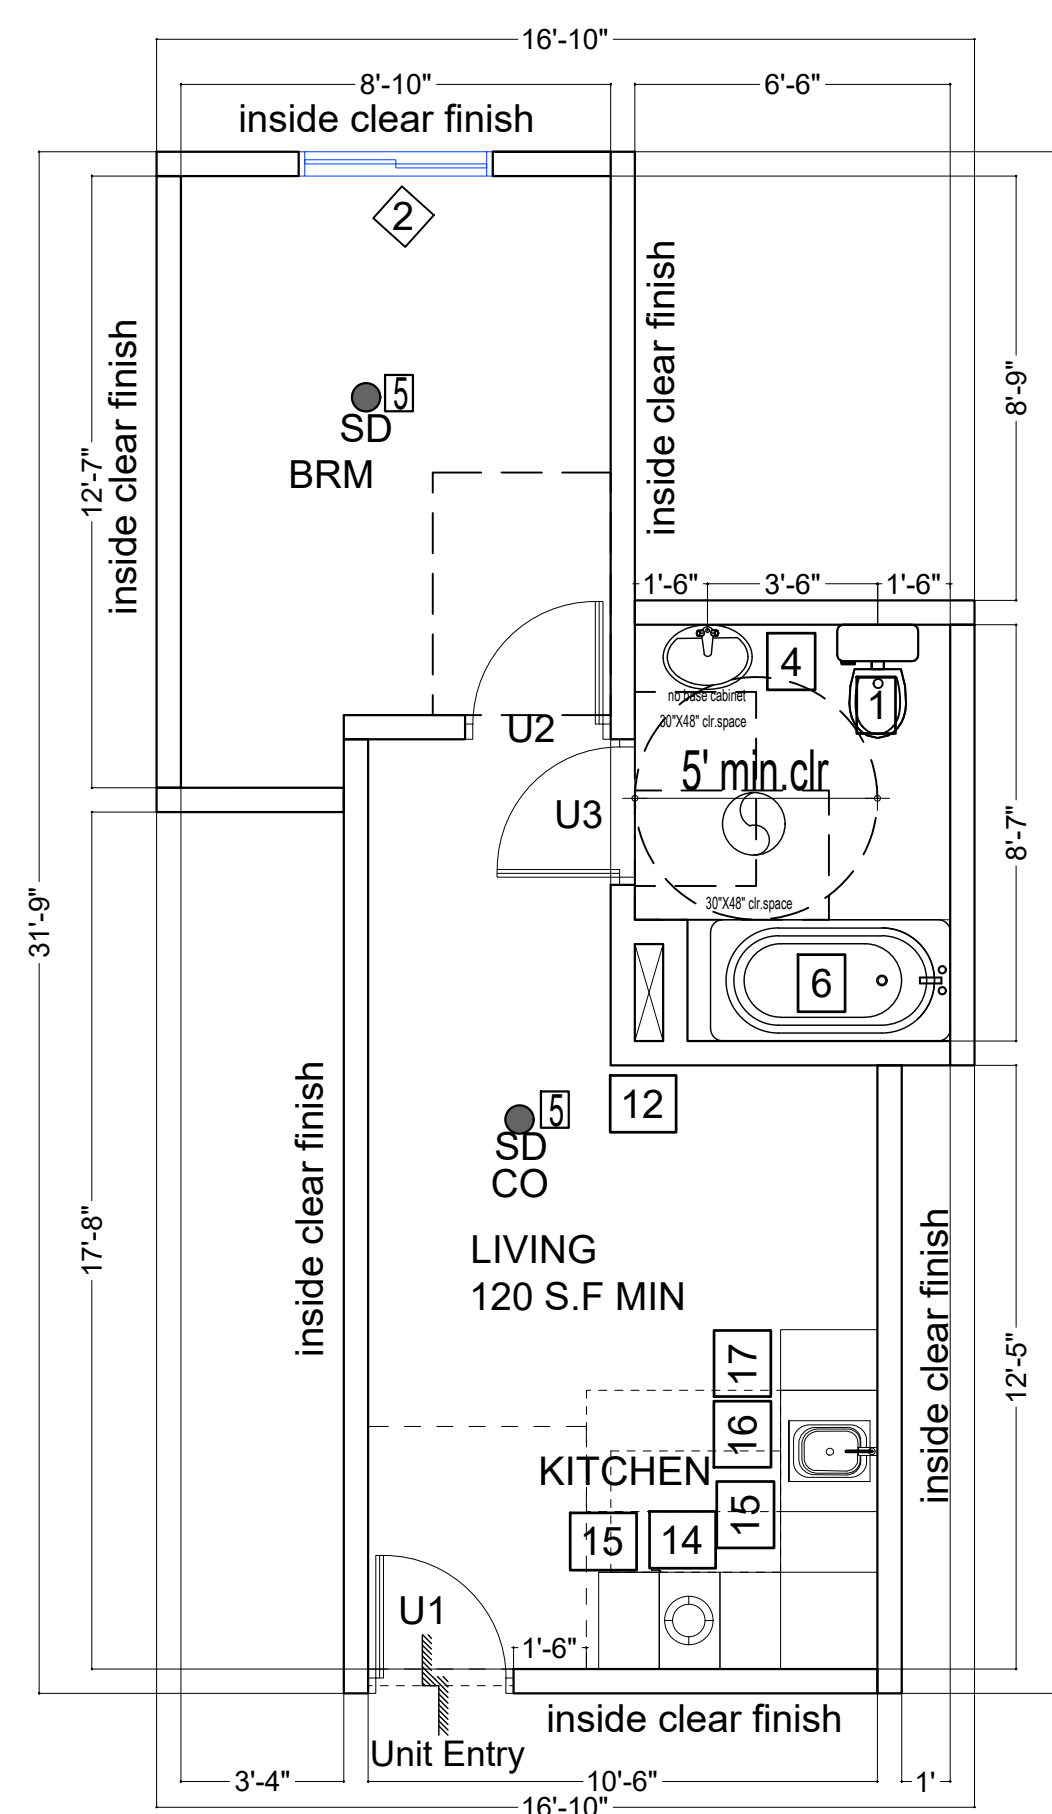 16'-10"
8'-10"
6'-6"
inside clear finish
2
inside clear finish
inside clear finish
8'-9"
12'-7"
5
SD
BRM
1'-6"
3'-6"
1'-6"
4
1
no base cabinet
30"X48" clr.space
U2
5' min.clr
U3
8'-7"
30"X48" clr.space
31'-9"
6
12
5
SD
CO
inside clear finish
17'-8"
LIVING
120 S.F MIN
inside clear finish
12'-5"
17
16
KITCHEN
15
15
14
U1
1'-6"
inside clear finish
Unit Entry
3'-4"
10'-6"
1'
16'-10"